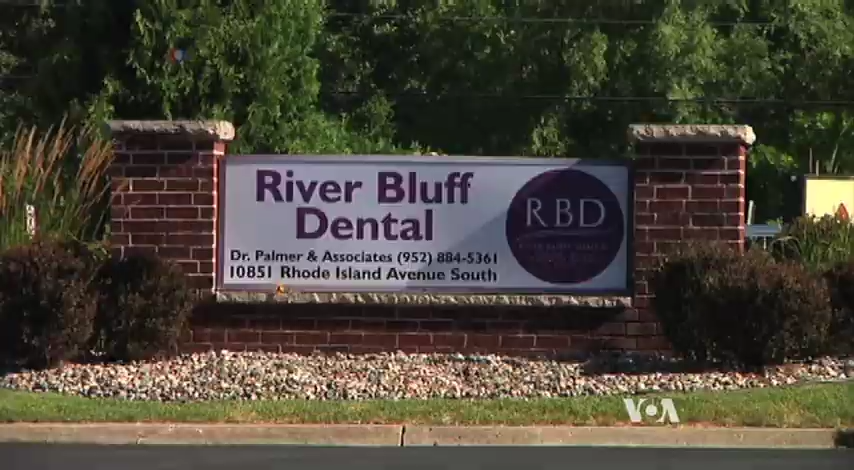 River Bluff
Dental
Dr. Palmer & Associates (952) 884-5361
10851 Rhode Island Avenue South
RBD
VOA